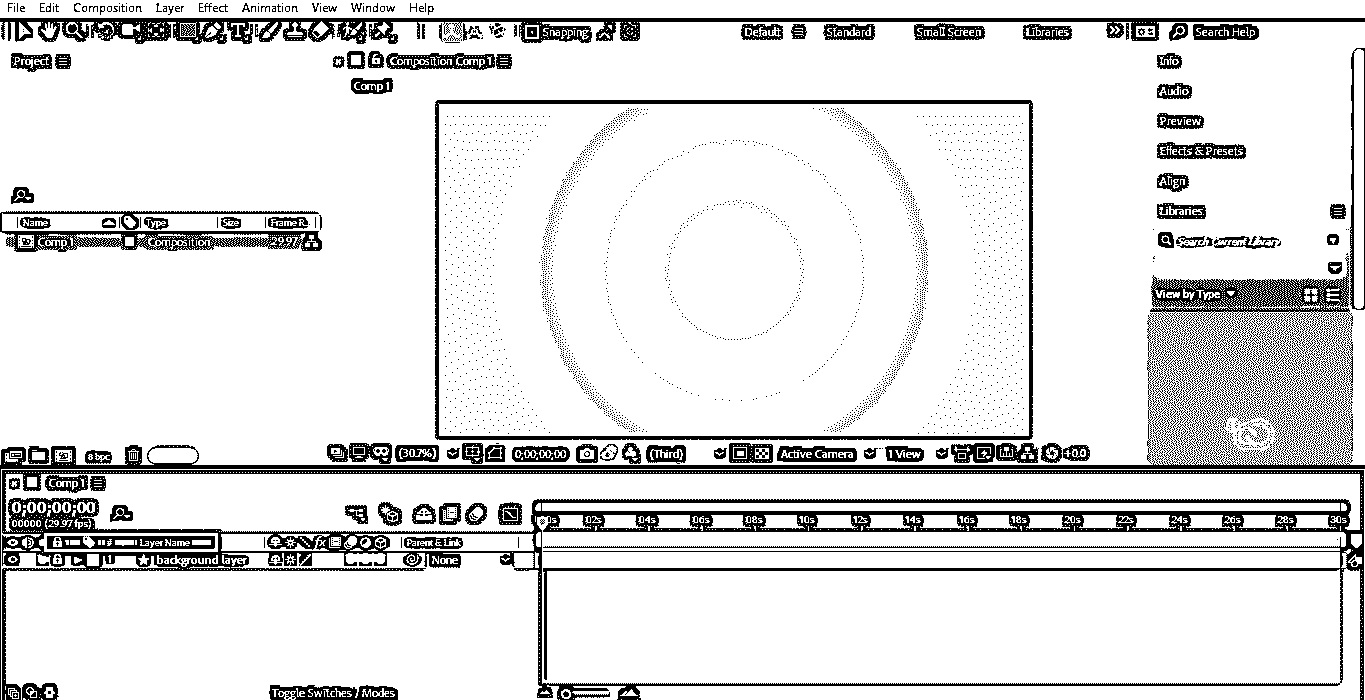 File Edit Composition Layer Effect Animation View Window Help
Snapping Default Standard Small Screen Libraries Search Help
Project
Composition Comp 1
Comp 1
Info
Audio
Preview
Effects & Presets
Align
Libraries
Search Current Library
View by Type
Name Type Size Frame R..
Comp 1 Composition 29.97
8 bpc
(30.7%) 0;00;00;00 (Third) Active Camera 1 View +0.0
Comp 1
0;00;00;00
00000 (29.97 fps)
0s 02s 04s 06s 08s 10s 12s 14s 16s 18s 20s 22s 24s 26s 28s 30s
# Layer Name Parent & Link
1 background layer None
Toggle Switches / Modes